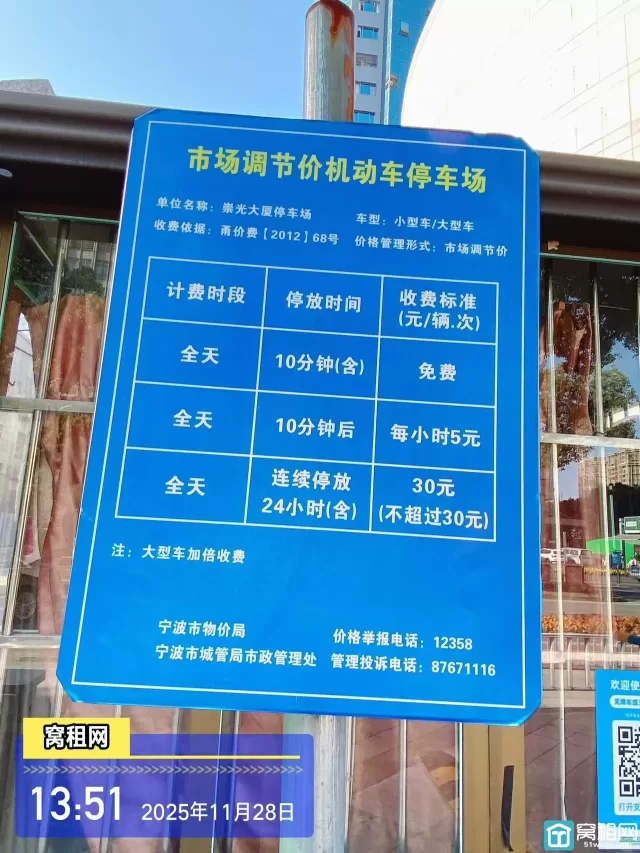 市场调节价机动车停车场
单位名称：崇光大厦停车场 车型：小型车/大型车
收费依据：甬价费【2012】68号 价格管理形式：市场调节价
计费时段 停放时间 收费标准
(元/辆.次)
全天 10分钟(含) 免费
全天 10分钟后 每小时5元
全天 连续停放
24小时(含) 30元
(不超过30元)
注：大型车加倍收费
宁波市物价局 价格举报电话：12358
宁波市城管局市政管理处 管理投诉电话：87671116
欢迎使
窝租网
13:51 2025年11月28日
窝租网